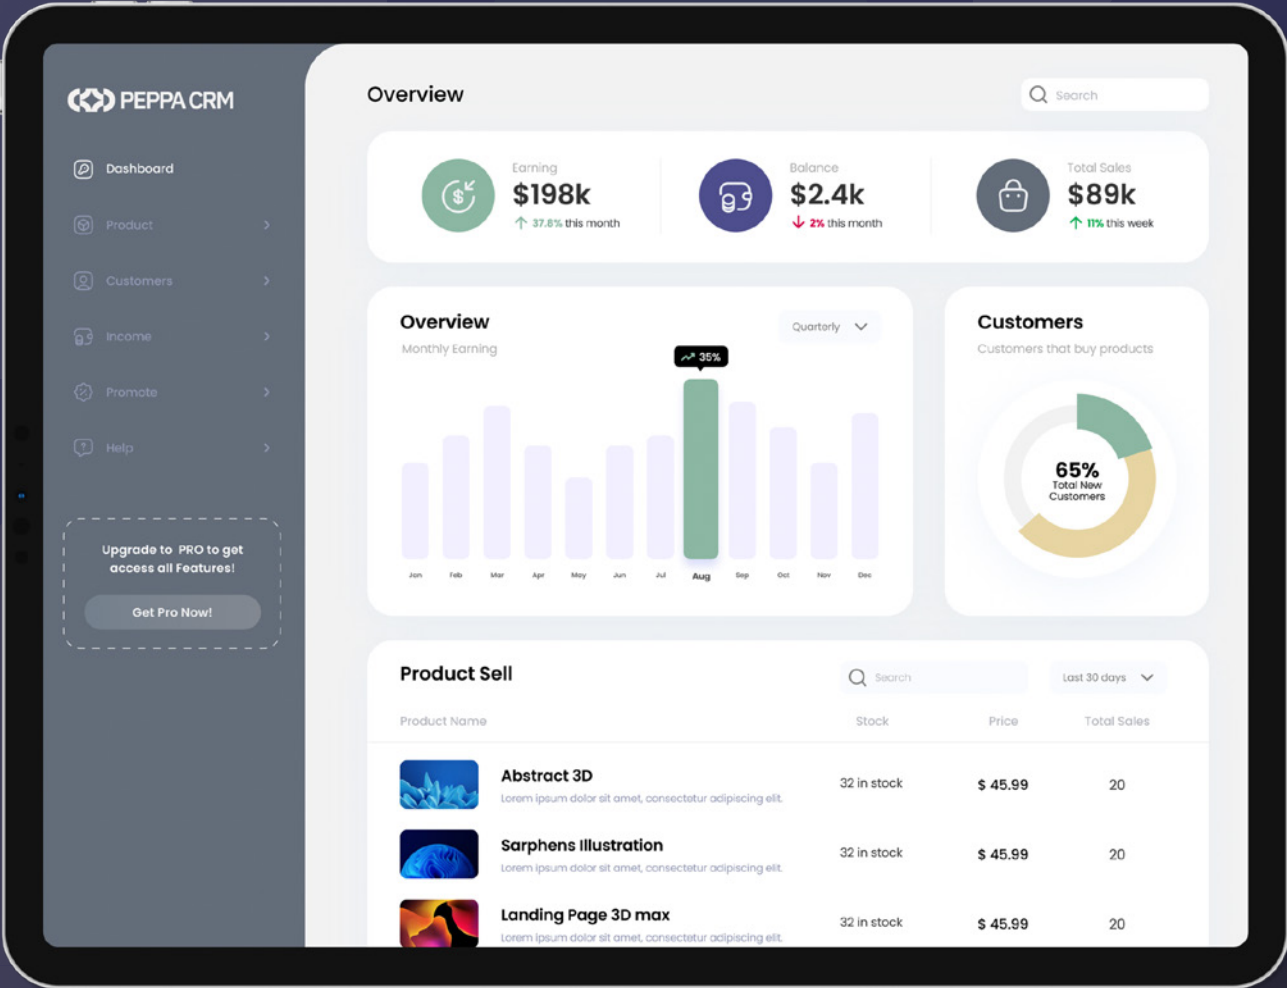 PEPPA CRM
Dashboard
Product
Customers
Income
Promote
Help
Upgrade to PRO to get
access all Features!
Get Pro Now!
Overview
Search
Earning
$198k
37.8% this month
Balance
$2.4k
2% this month
Total Sales
$89k
11% this week
Overview
Monthly Earning
Quarterly
35%
Jan Feb Mar Apr May Jun Jul Aug Sep Oct Nov Dec
Customers
Customers that buy products
65%
Total New
Customers
Product Sell
Search
Last 30 days
Product Name Stock Price Total Sales
Abstract 3D
Lorem ipsum dolor sit amet, consectetur adipiscing elit.
32 in stock $ 45.99 20
Sarphens Illustration
Lorem ipsum dolor sit amet, consectetur adipiscing elit.
32 in stock $ 45.99 20
Landing Page 3D max
Lorem ipsum dolor sit amet, consectetur adipiscing elit.
32 in stock $ 45.99 20